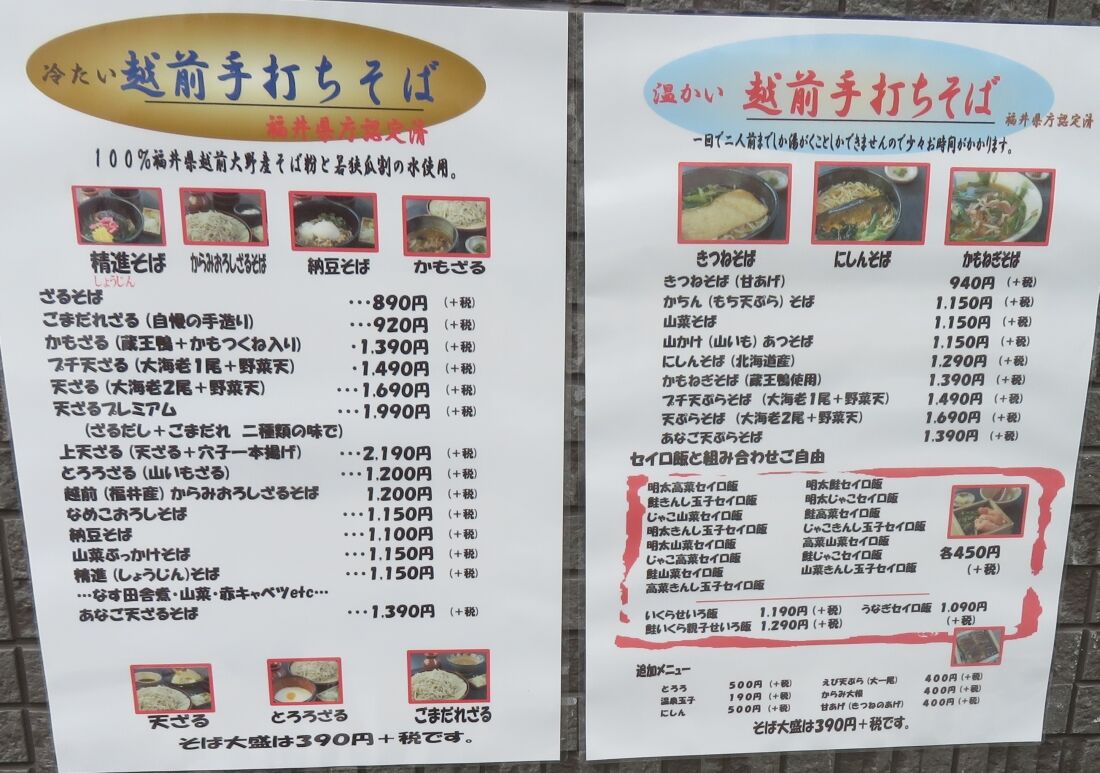 冷たい 越前手打ちそば
福井県庁認定済
100%福井県越前大野産そば粉と若狭瓜割の水使用。
精進そば からみおろしざるそば 納豆そば かもざる
しょうじん
ざるそば …890円 (+税)
ごまだれざる (自慢の手造り) …920円 (+税)
かもざる (蔵王鴨+かもつくね入り) ・1.390円 (+税)
プチ天ざる (大海老1尾+野菜天) ・1.490円 (+税)
天ざる (大海老2尾+野菜天) …1.690円 (+税)
天ざるプレミアム …1.990円 (+税)
(ざるだし+ごまだれ 二種類の味で)
上天ざる (天ざる+穴子一本揚げ) …2.190円 (+税)
とろろざる (山いもざる) …1.200円 (+税)
越前 (福井産) からみおろしざるそば 1.200円 (+税)
なめこおろしそば …1.150円 (+税)
納豆そば …1.100円 (+税)
山菜ぶっかけそば …1.150円 (+税)
精進 (しょうじん)そば …1.150円 (+税)
…なす田舎煮・山菜・赤キャベツetc…
あなご天ざるそば …1.390円 (+税)
天ざる とろろざる ごまだれざる
そば大盛は390円+税です。
温かい 越前手打ちそば
福井県庁認定済
一回で二人前までしか湯がくことしかできませんので少々お時間がかかります。
きつねそば にしんそば かもねぎそば
きつねそば (甘あげ) 940円 (+税)
かちん (もち天ぷら) そば 1.150円 (+税)
山菜そば 1.150円 (+税)
山かけ (山いも) あつそば 1.150円 (+税)
にしんそば (北海道産) 1.290円 (+税)
かもねぎそば (蔵王鴨使用) 1.390円 (+税)
プチ天ぷらそば (大海老1尾+野菜天) 1.490円 (+税)
天ぷらそば (大海老2尾+野菜天) 1.690円 (+税)
あなご天ぷらそば 1.390円 (+税)
セイロ飯と組み合わせご自由
明太高菜セイロ飯 明太鮭セイロ飯
鮭きんし玉子セイロ飯 明太じゃこセイロ飯
じゃこ山菜セイロ飯 鮭高菜セイロ飯
明太きんし玉子セイロ飯 じゃこきんし玉子セイロ飯
明太山菜セイロ飯 高菜山菜セイロ飯
じゃこ高菜セイロ飯 鮭じゃこセイロ飯
鮭山菜セイロ飯 山菜きんし玉子セイロ飯
高菜きんし玉子セイロ飯
各450円
(+税)
いくらせいろ飯 1.190円 (+税) うなぎセイロ飯 1.090円
(+税)
鮭いくら親子せいろ飯 1.290円 (+税)
追加メニュー
とろろ 500円 (+税) えび天ぷら (大一尾) 400円 (+税)
温泉玉子 190円 (+税) からみ大根 400円 (+税)
にしん 500円 (+税) 甘あげ (きつねのあげ) 400円 (+税)
そば大盛は390円+税です。